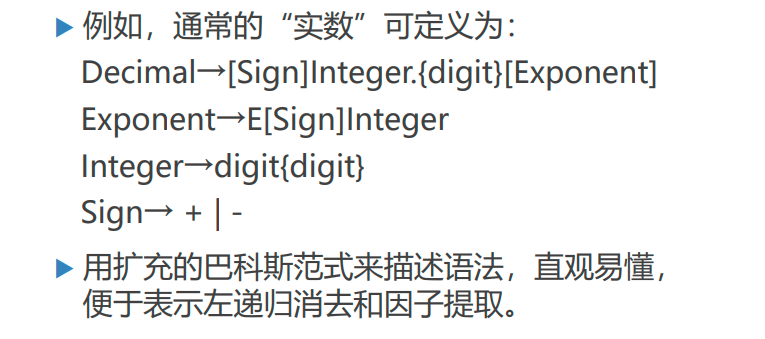 例如，通常的“实数”可定义为：
Decimal→[Sign]Integer.{digit}[Exponent]
Exponent→E[Sign]Integer
Integer→digit{digit}
Sign→ + | -
用扩充的巴科斯范式来描述语法，直观易懂，
便于表示左递归消去和因子提取。